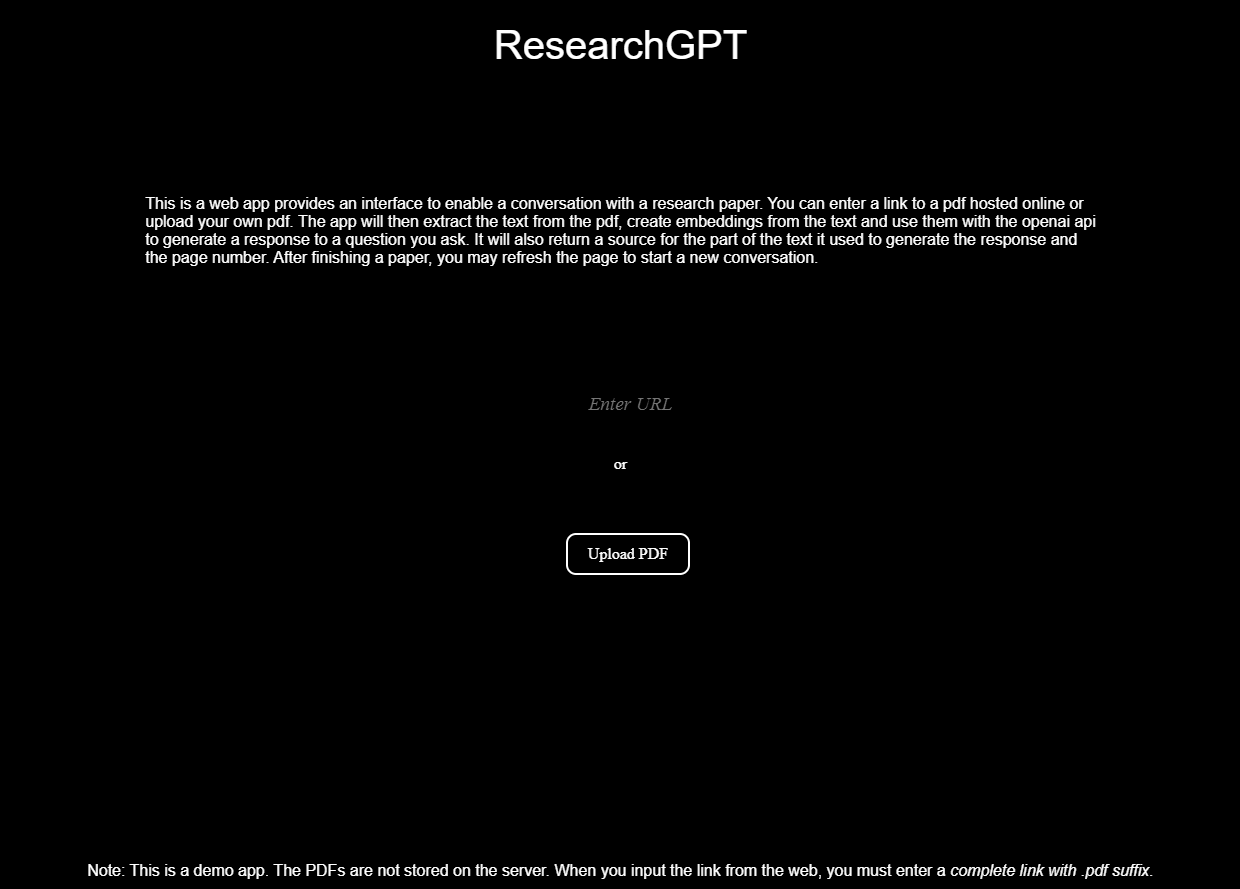 ResearchGPT
This is a web app provides an interface to enable a conversation with a research paper. You can enter a link to a pdf hosted online or
upload your own pdf. The app will then extract the text from the pdf, create embeddings from the text and use them with the openai api
to generate a response to a question you ask. It will also return a source for the part of the text it used to generate the response and
the page number. After finishing a paper, you may refresh the page to start a new conversation.
Enter URL
or
Upload PDF
Note: This is a demo app. The PDFs are not stored on the server. When you input the link from the web, you must enter a complete link with .pdf suffix.